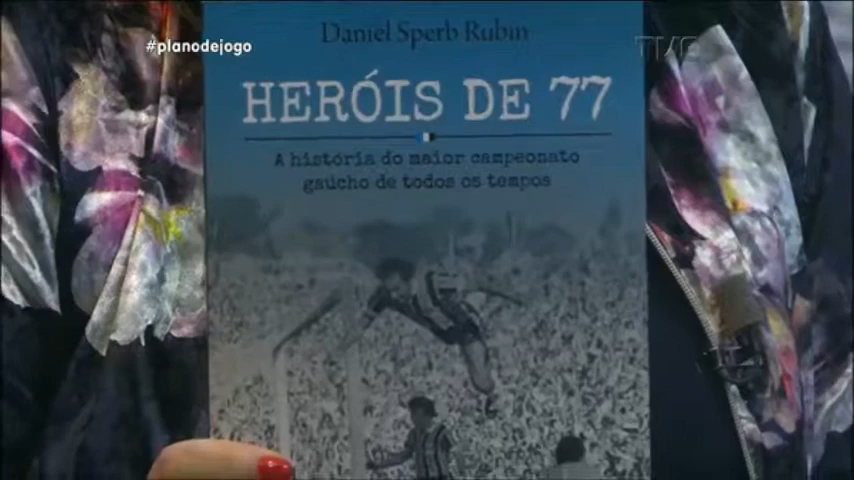 Daniel Sperb Rubin
#planodejogo
HERÓIS DE 77
A história do maior campeonato
gaúcho de todos os tempos